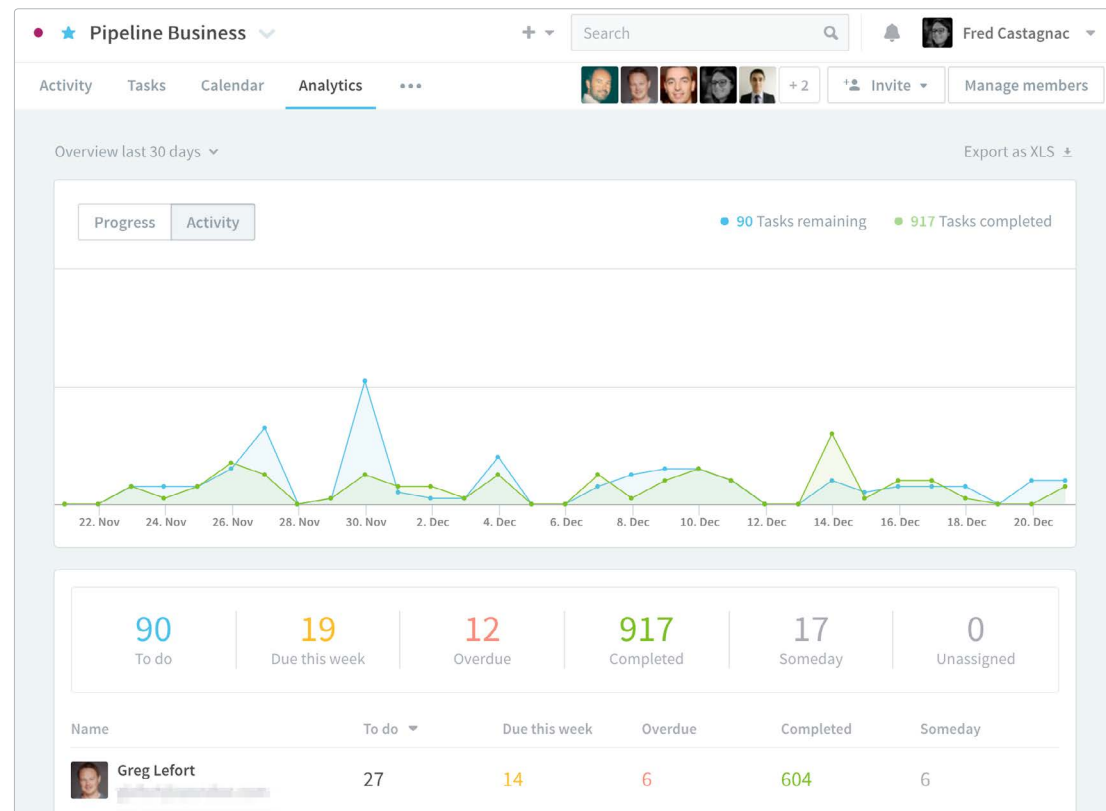 Pipeline Business
Search
Fred Castagnac
Activity Tasks Calendar Analytics
+ 2
Invite
Manage members
Overview last 30 days
Export as XLS
Progress Activity
90 Tasks remaining 917 Tasks completed
22. Nov 24. Nov 26. Nov 28. Nov 30. Nov 2. Dec 4. Dec 6. Dec 8. Dec 10. Dec 12. Dec 14. Dec 16. Dec 18. Dec 20. Dec
90 19 12 917 17 0
To do Due this week Overdue Completed Someday Unassigned
Name To do Due this week Overdue Completed Someday
Greg Lefort
27 14 6 604 6